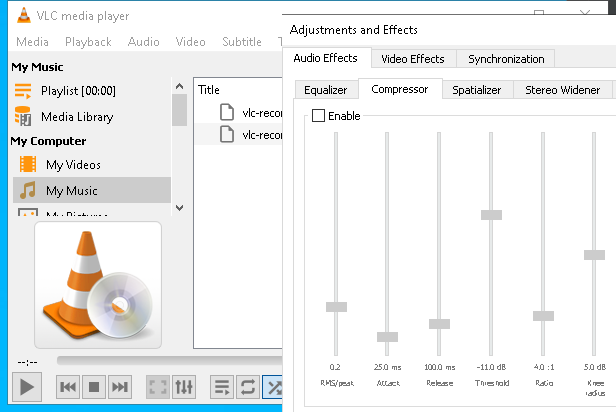 VLC media player
Media Playback Audio Video Subtitle
My Music
Playlist [00:00]
Media Library
My Computer
My Videos
My Music
My Pictures
Title
vlc-recor
vlc-recor
--:--
Adjustments and Effects
Audio Effects Video Effects Synchronization
Equalizer Compressor Spatializer Stereo Widener
Enable
0.2 25.0 ms 100.0 ms -11.0 dB 4.0 :1 5.0 dB
RMS/peak Attack Release Threshold Ratio Knee
radius